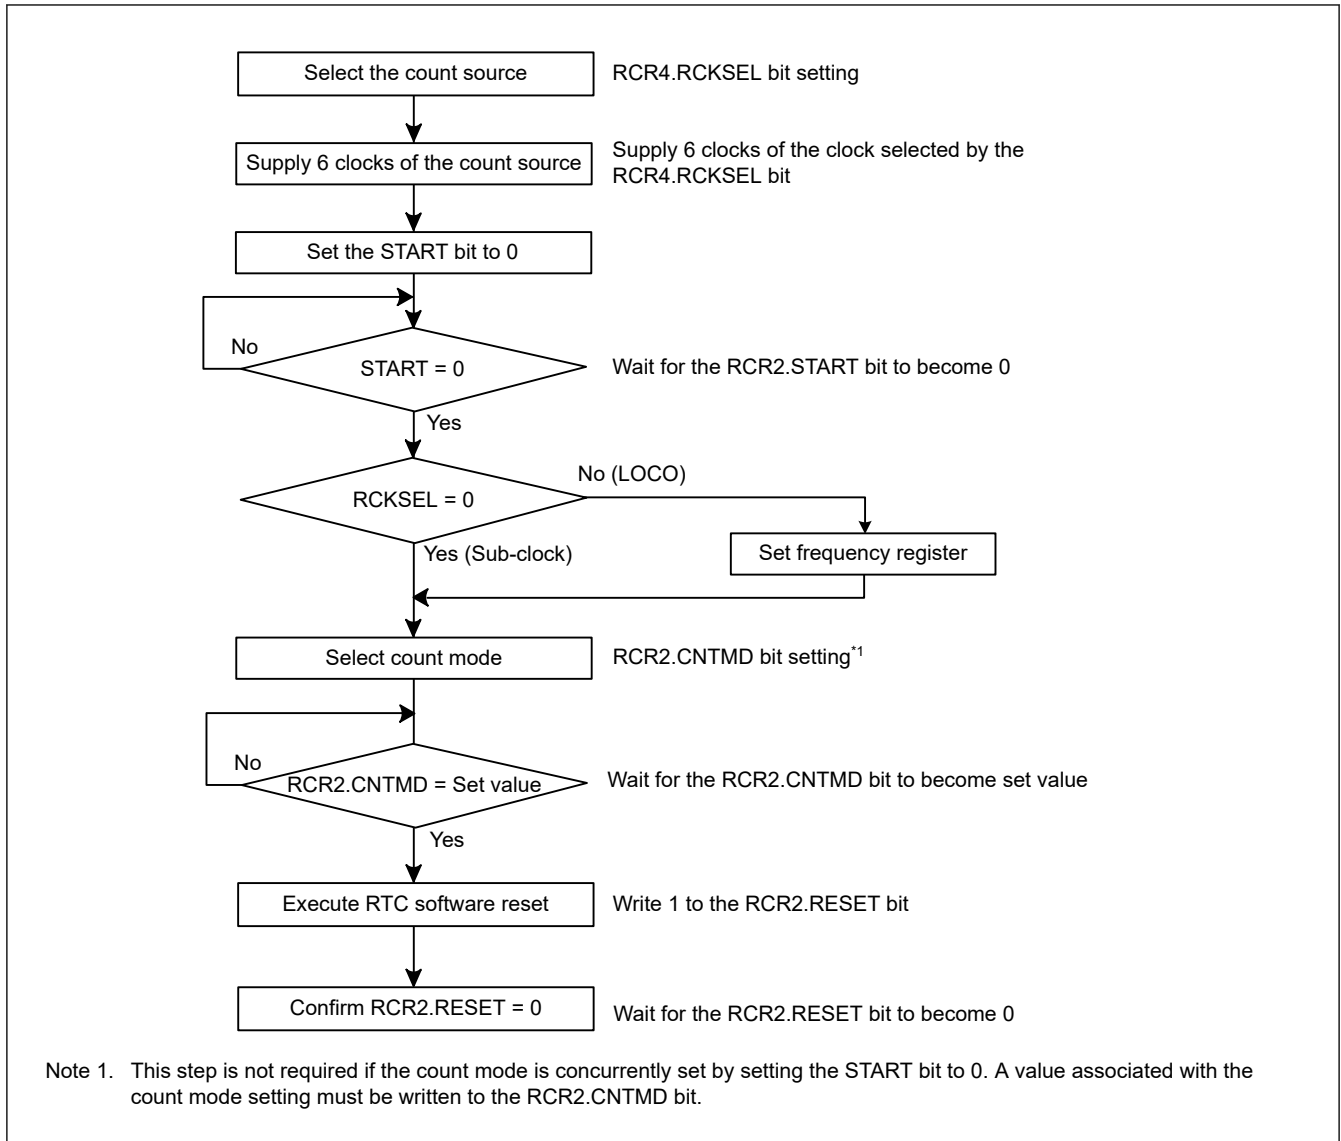 Select the count source
RCR4.RCKSEL bit setting
Supply 6 clocks of the count source
Supply 6 clocks of the clock selected by the
RCR4.RCKSEL bit
Set the START bit to 0
No
START = 0
Wait for the RCR2.START bit to become 0
Yes
No (LOCO)
RCKSEL = 0
Set frequency register
Yes (Sub-clock)
Select count mode
RCR2.CNTMD bit setting*1
No
RCR2.CNTMD = Set value
Wait for the RCR2.CNTMD bit to become set value
Yes
Execute RTC software reset
Write 1 to the RCR2.RESET bit
Confirm RCR2.RESET = 0
Wait for the RCR2.RESET bit to become 0
Note 1. This step is not required if the count mode is concurrently set by setting the START bit to 0. A value associated with the
count mode setting must be written to the RCR2.CNTMD bit.